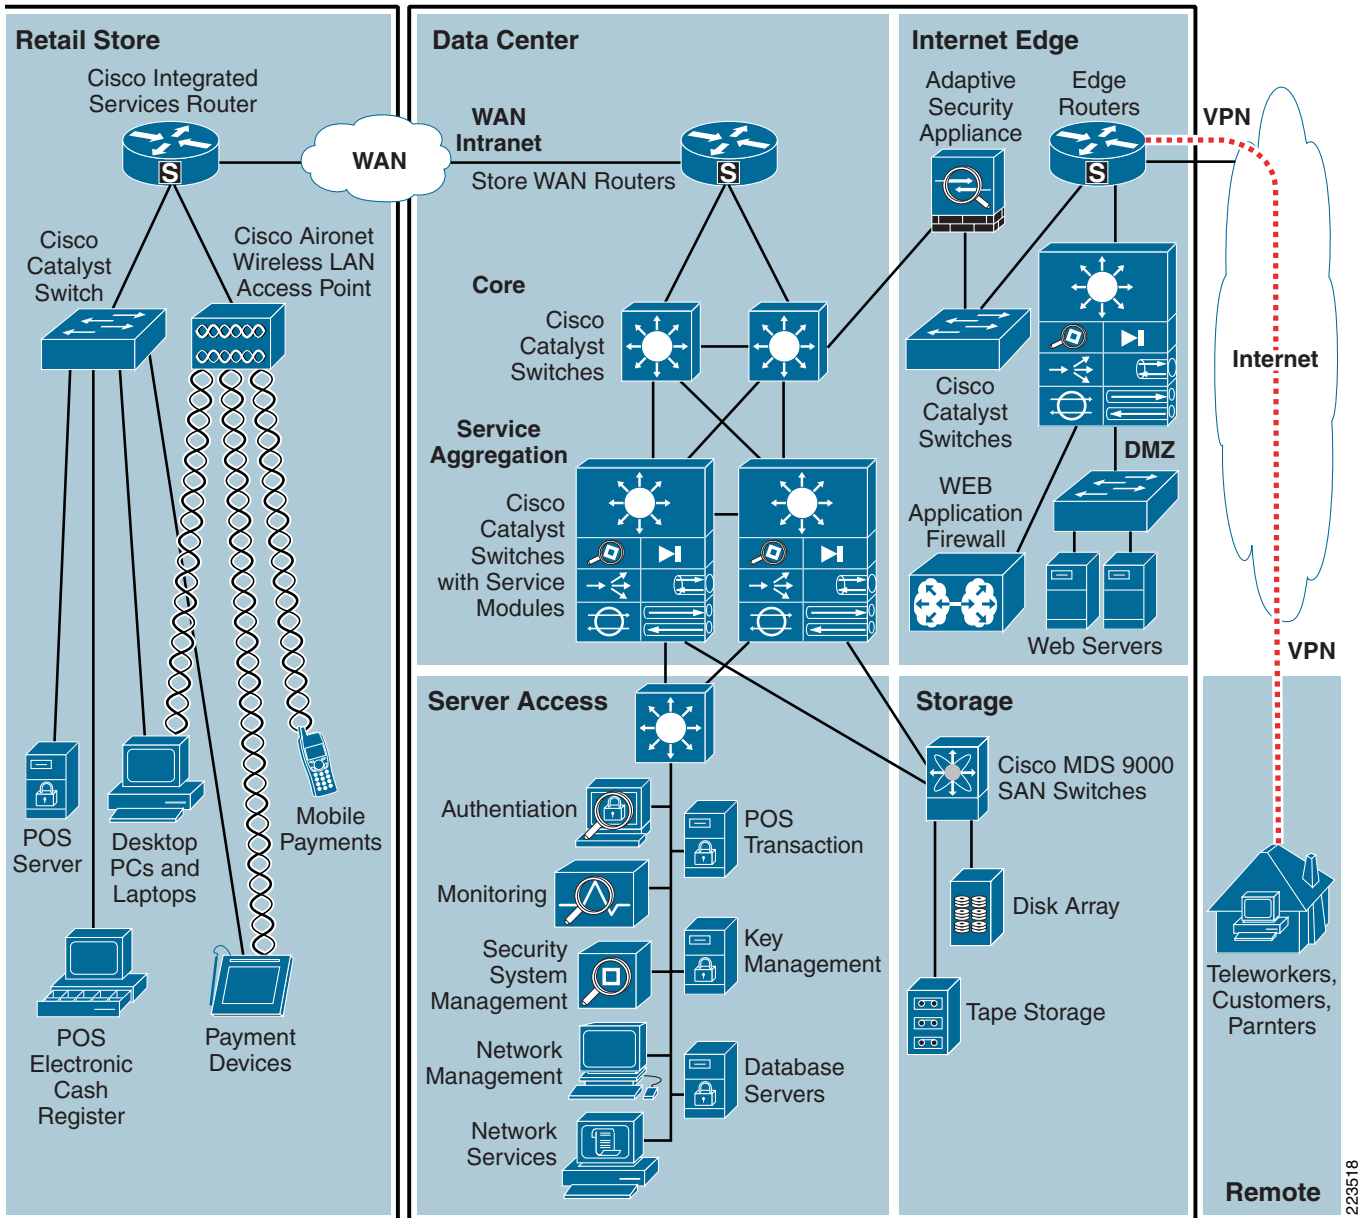 Retail Store
Cisco Integrated
Services Router
S
WAN
Cisco
Catalyst
Switch
Cisco Aironet
Wireless LAN
Access Point
POS
Server
Desktop
PCs and
Laptops
Mobile
Payments
POS
Electronic
Cash
Register
Payment
Devices
Data Center
WAN
Intranet
Store WAN Routers
S
Core
Cisco
Catalyst
Switches
Service
Aggregation
Cisco
Catalyst
Switches
with Service
Modules
Internet Edge
Adaptive
Security
Appliance
Edge
Routers
S
VPN
Internet
Cisco
Catalyst
Switches
DMZ
WEB
Application
Firewall
Web Servers
VPN
Server Access
Authentiation
POS
Transaction
Monitoring
Security
System
Management
Key
Management
Network
Management
Database
Servers
Network
Services
Storage
Cisco MDS 9000
SAN Switches
Disk Array
Tape Storage
Teleworkers,
Customers,
Parnters
Remote
223518